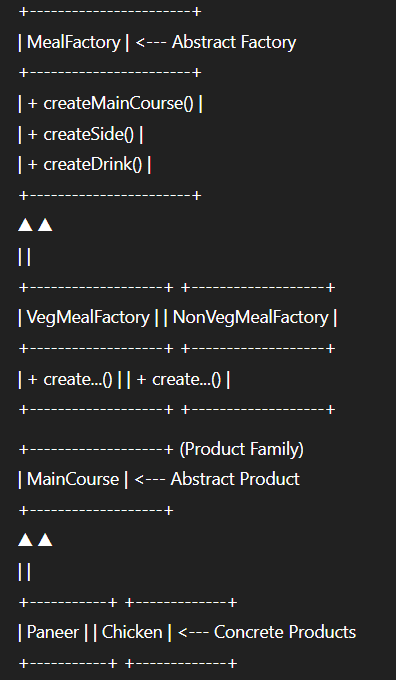 +-----------------------+
| MealFactory | <--- Abstract Factory
+-----------------------+
| + createMainCourse() |
| + createSide() |
| + createDrink() |
+-----------------------+
▲ ▲
| |
+-------------------+ +-------------------+
| VegMealFactory | | NonVegMealFactory |
+-------------------+ +-------------------+
| + create...() | | + create...() |
+-------------------+ +-------------------+
+-------------------+ (Product Family)
| MainCourse | <--- Abstract Product
+-------------------+
▲ ▲
| |
+-----------+ +-------------+
| Paneer | | Chicken | <--- Concrete Products
+-----------+ +-------------+